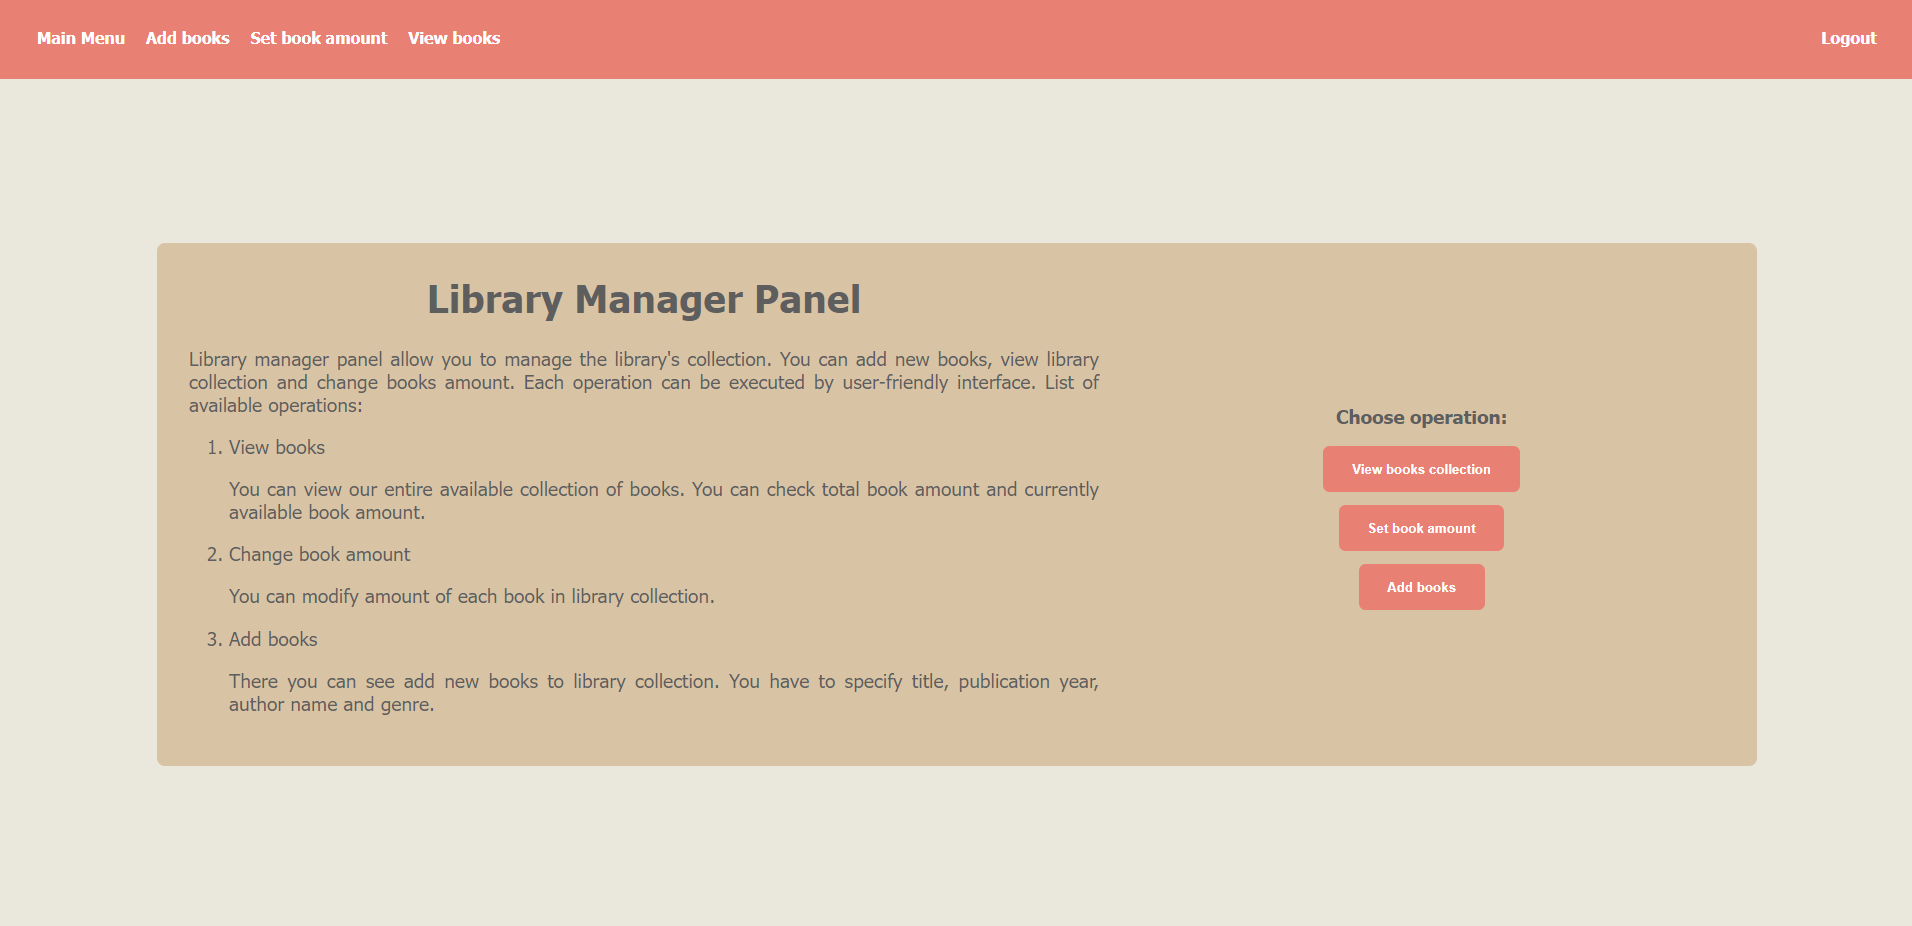 Main Menu Add books Set book amount View books Logout
Library Manager Panel
Library manager panel allow you to manage the library's collection. You can add new books, view library
collection and change books amount. Each operation can be executed by user-friendly interface. List of
available operations:
1. View books
You can view our entire available collection of books. You can check total book amount and currently
available book amount.
2. Change book amount
You can modify amount of each book in library collection.
3. Add books
There you can see add new books to library collection. You have to specify title, publication year,
author name and genre.
Choose operation:
View books collection
Set book amount
Add books